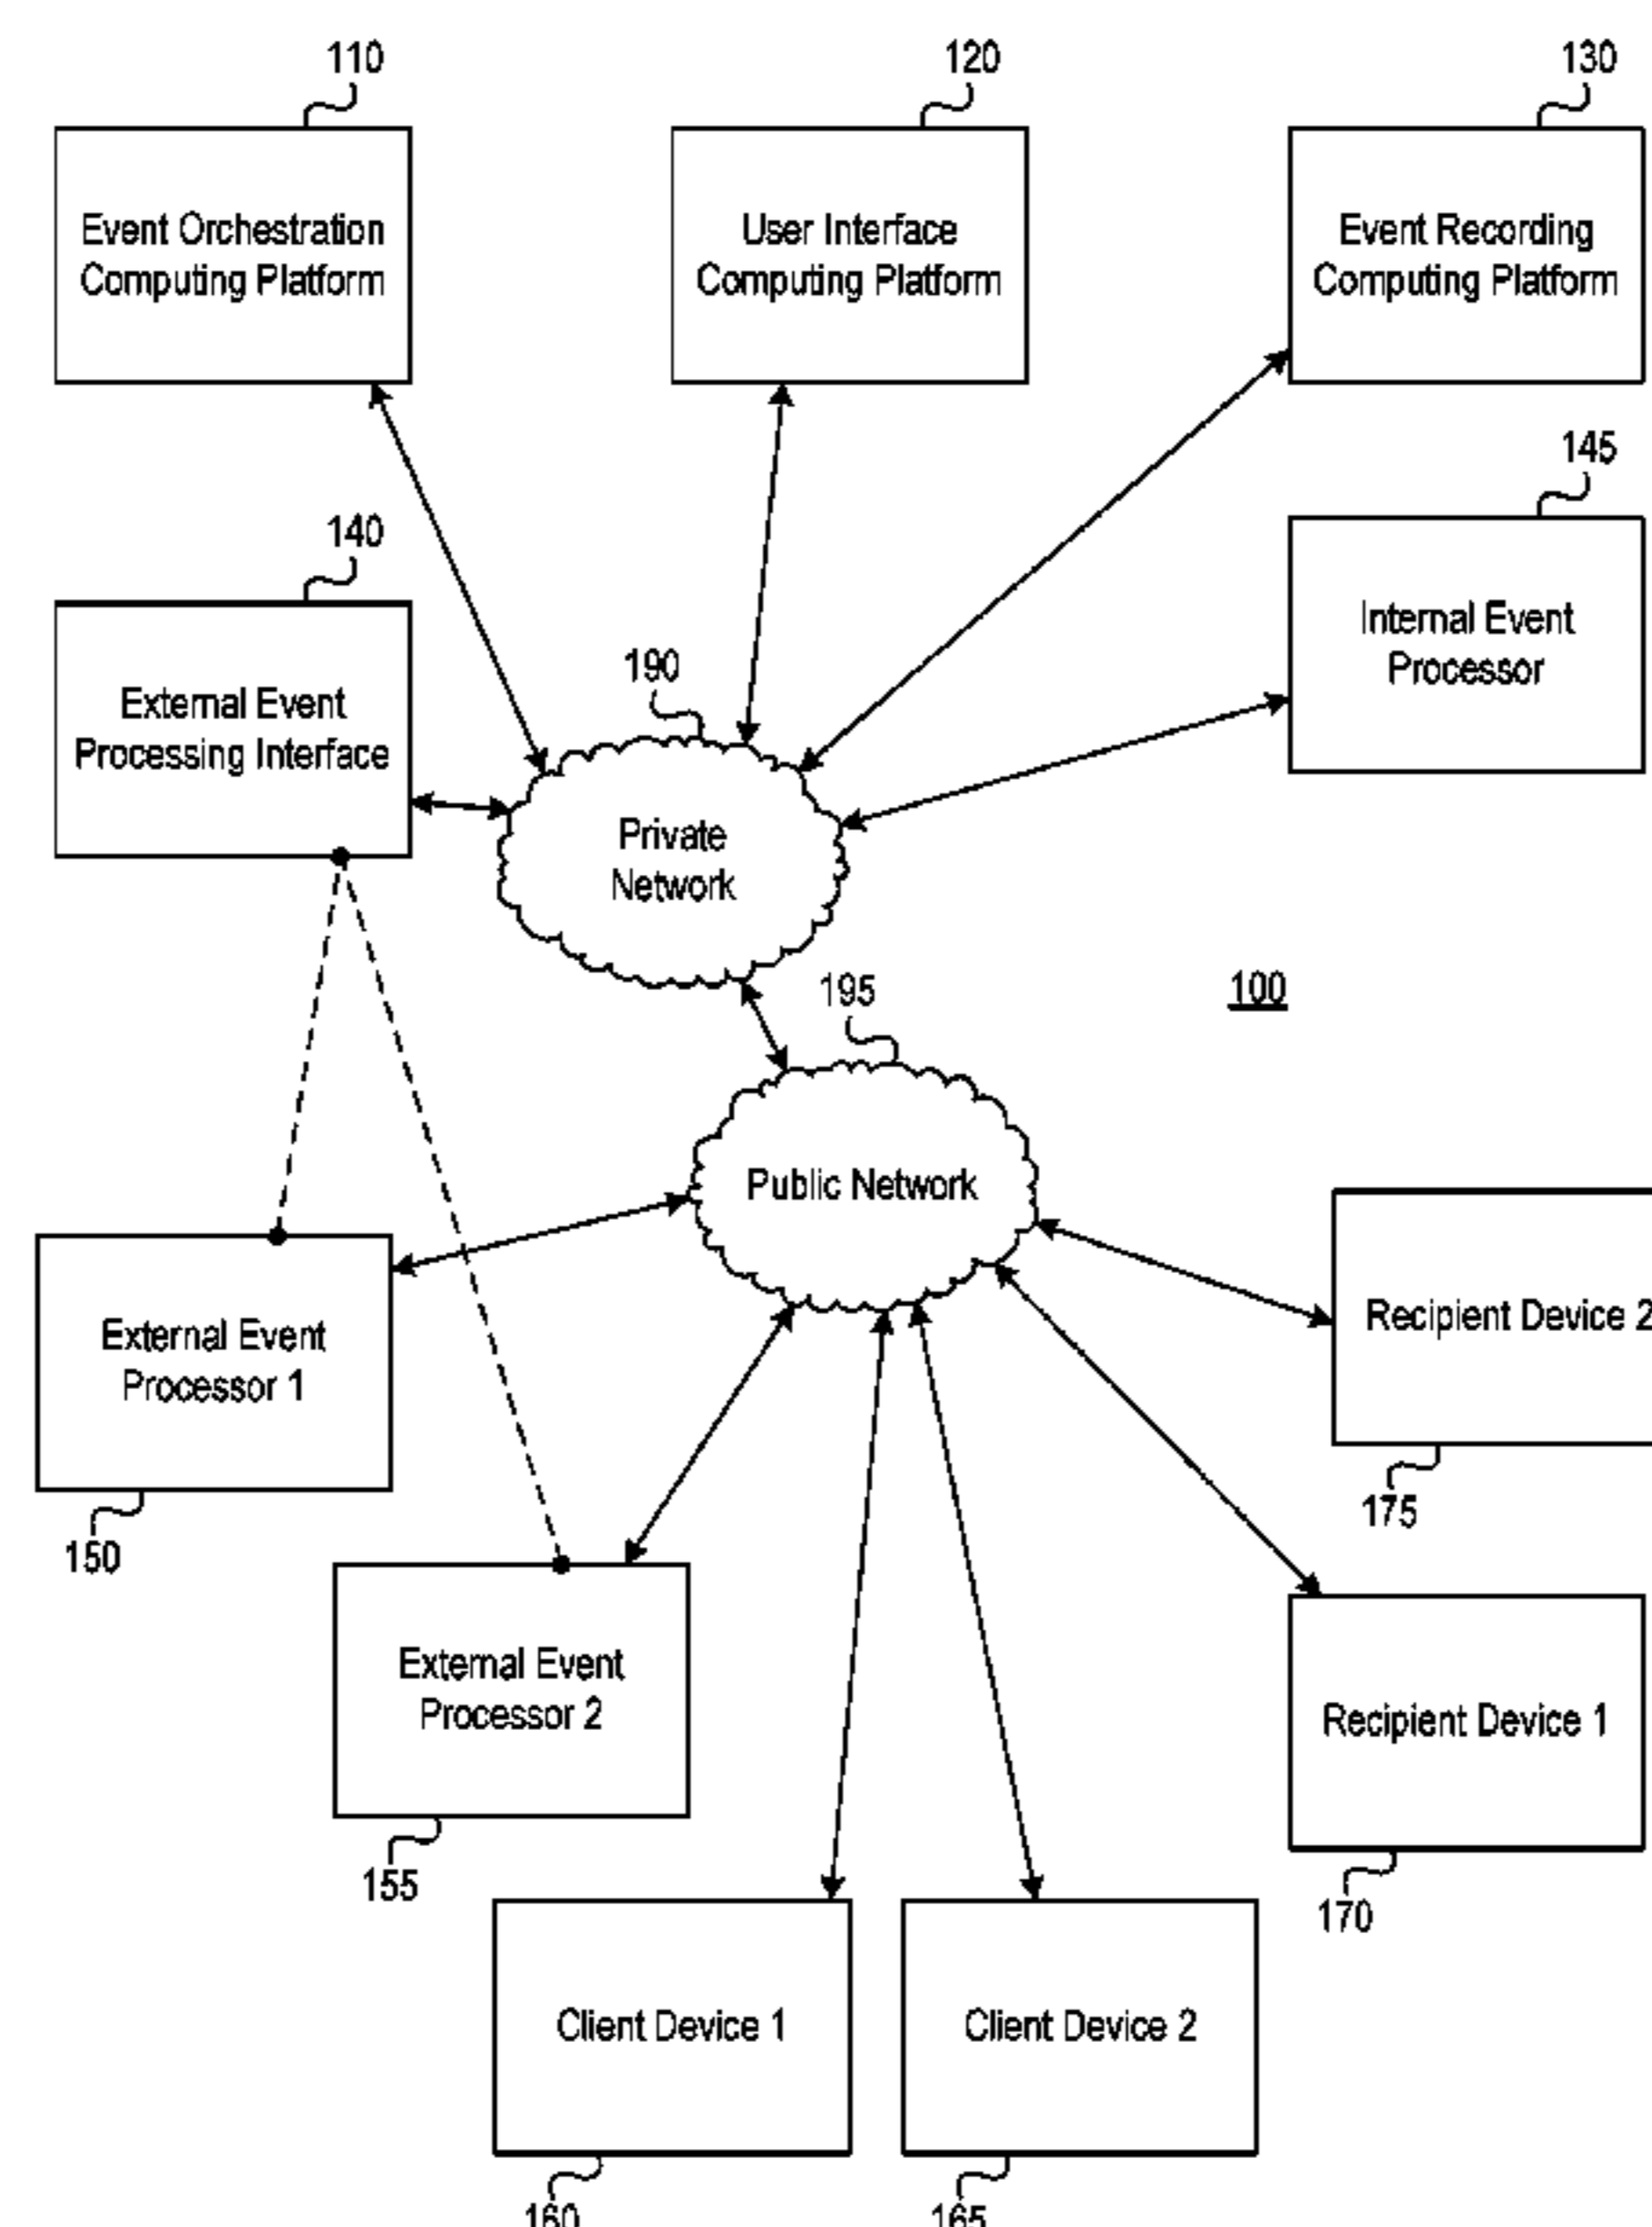 110
120
130
Event Orchestration
Computing Platform
User Interface
Computing Platform
Event Recording
Computing Platform
145
140
Internal Event
Processor
190
External Event
Processing Interface
Private
Network
195
100
Public Network
Recipient Device 2
External Event
Processor 1
175
150
External Event
Processor 2
Recipient Device 1
155
170
Client Device 1
Client Device 2
160
165